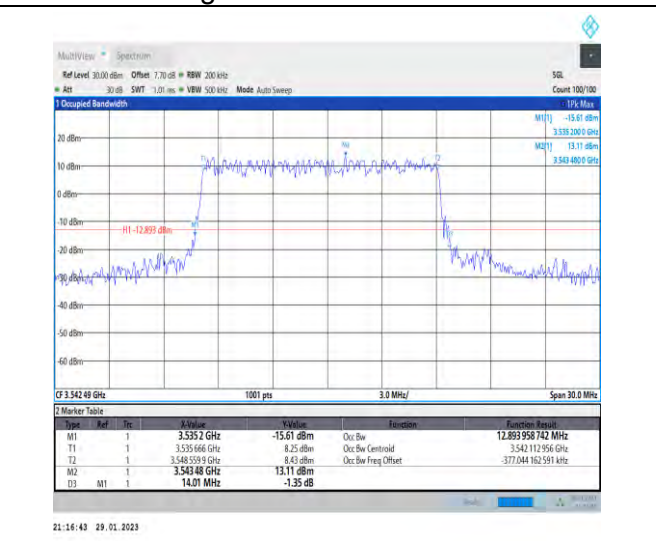 MultiView Spectrum
Ref Level 30.00 dBm Offset 7.70 dB RBW 200 kHz SGL
Att 30 dB SWT 1.01 ms VBW 500 kHz Mode Auto Sweep Count 100/100
1 Occupied Bandwidth 1Pk Max
M1[1] -15.61 dBm
3.535 200 0 GHz
M2[1] 13.11 dBm
3.543 480 0 GHz
20 dBm
M2
T1 T2
10 dBm
0 dBm
-10 dBm
H1 -12.893 dBm
M1
-20 dBm
-30 dBm
-40 dBm
-50 dBm
-60 dBm
CF 3.542 49 GHz 1001 pts 3.0 MHz/ Span 30.0 MHz
2 Marker Table
Type Ref Trc X-Value Y-Value Function Function Result
M1 1 3.535 2 GHz -15.61 dBm Occ Bw 12.893 958 742 MHz
T1 1 3.535 666 GHz 8.25 dBm Occ Bw Centroid 3.542 112 956 GHz
T2 1 3.548 559 9 GHz 8.43 dBm Occ Bw Freq Offset -377.044 162 591 kHz
M2 1 3.543 48 GHz 13.11 dBm
D3 M1 1 14.01 MHz -1.35 dB
21:16:43 29.01.2023